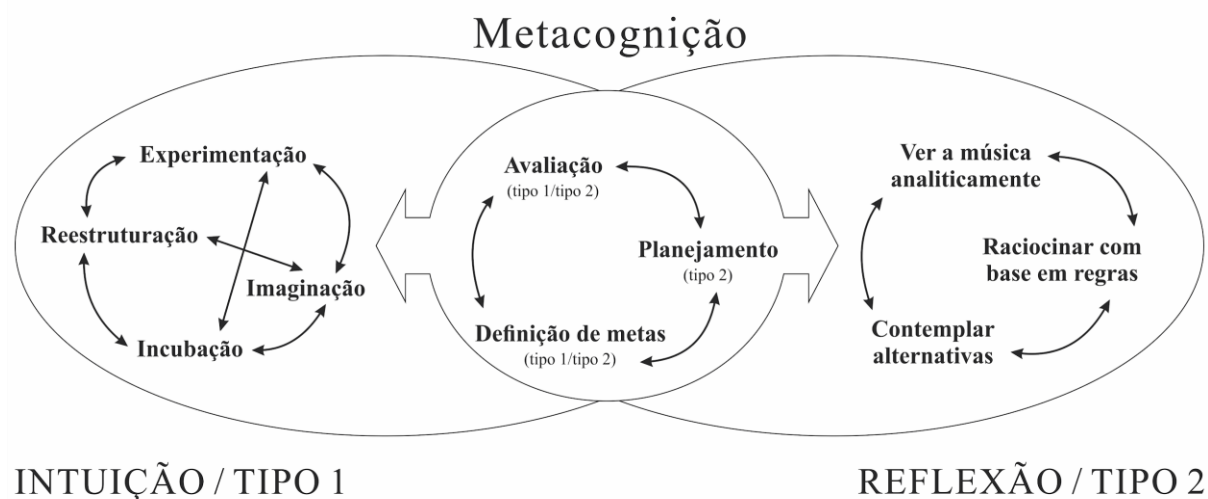 Metacognição
Experimentação
Reestruturação
Imaginação
Incubação
Avaliação
(tipo 1/tipo 2)
Planejamento
(tipo 2)
Definição de metas
(tipo 1/tipo 2)
Ver a música
analiticamente
Raciocinar com
base em regras
Contemplar
alternativas
INTUIÇÃO / TIPO 1
REFLEXÃO / TIPO 2